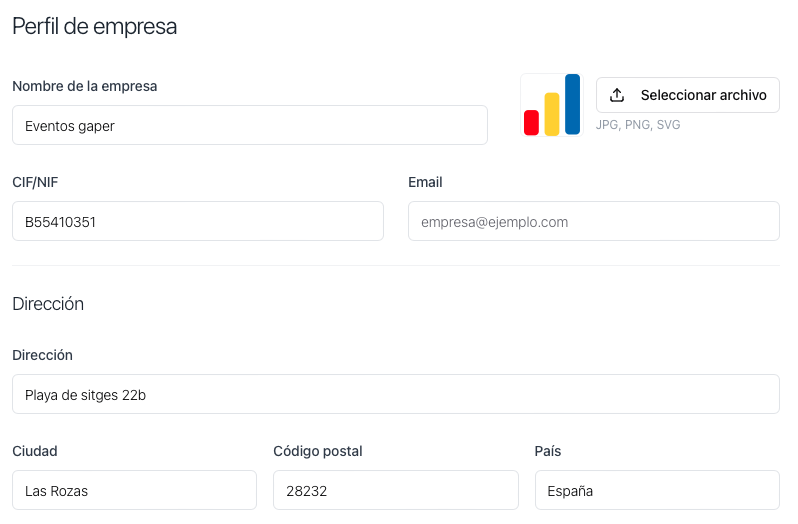 Perfil de empresa
Nombre de la empresa
Eventos gaper
Seleccionar archivo
JPG, PNG, SVG
CIF/NIF
Email
B55410351
empresa@ejemplo.com
Dirección
Dirección
Playa de sitges 22b
Ciudad
Código postal
País
Las Rozas
28232
España